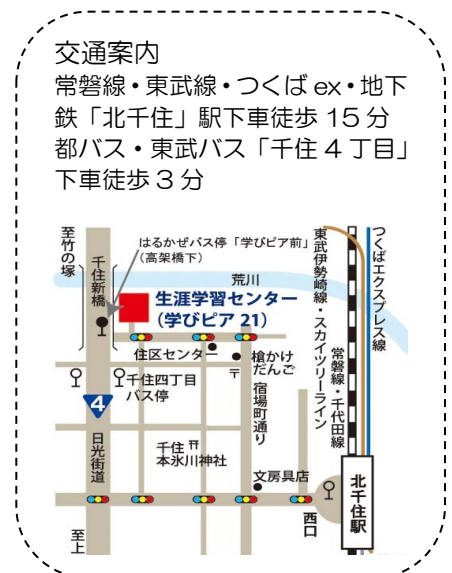 交通案内
常磐線・東武線・つくば ex・地下
鉄「北千住」駅下車徒歩 15 分
都バス・東武バス「千住 4 丁目」
下車徒歩 3 分
至竹の塚
千住新橋
はるかぜバス停「学びピア前」
(高架橋下)
荒川
生涯学習センター
(学びピア 21)
東武伊勢崎線・スカイツリーライン
常磐線・千代田線
つくばエクスプレス線
住区センター
槍かけ
だんご
〒
千住四丁目
バス停
宿場町通り
4
日光街道
千住
本氷川神社
文房具店
北千住駅
西口
至上